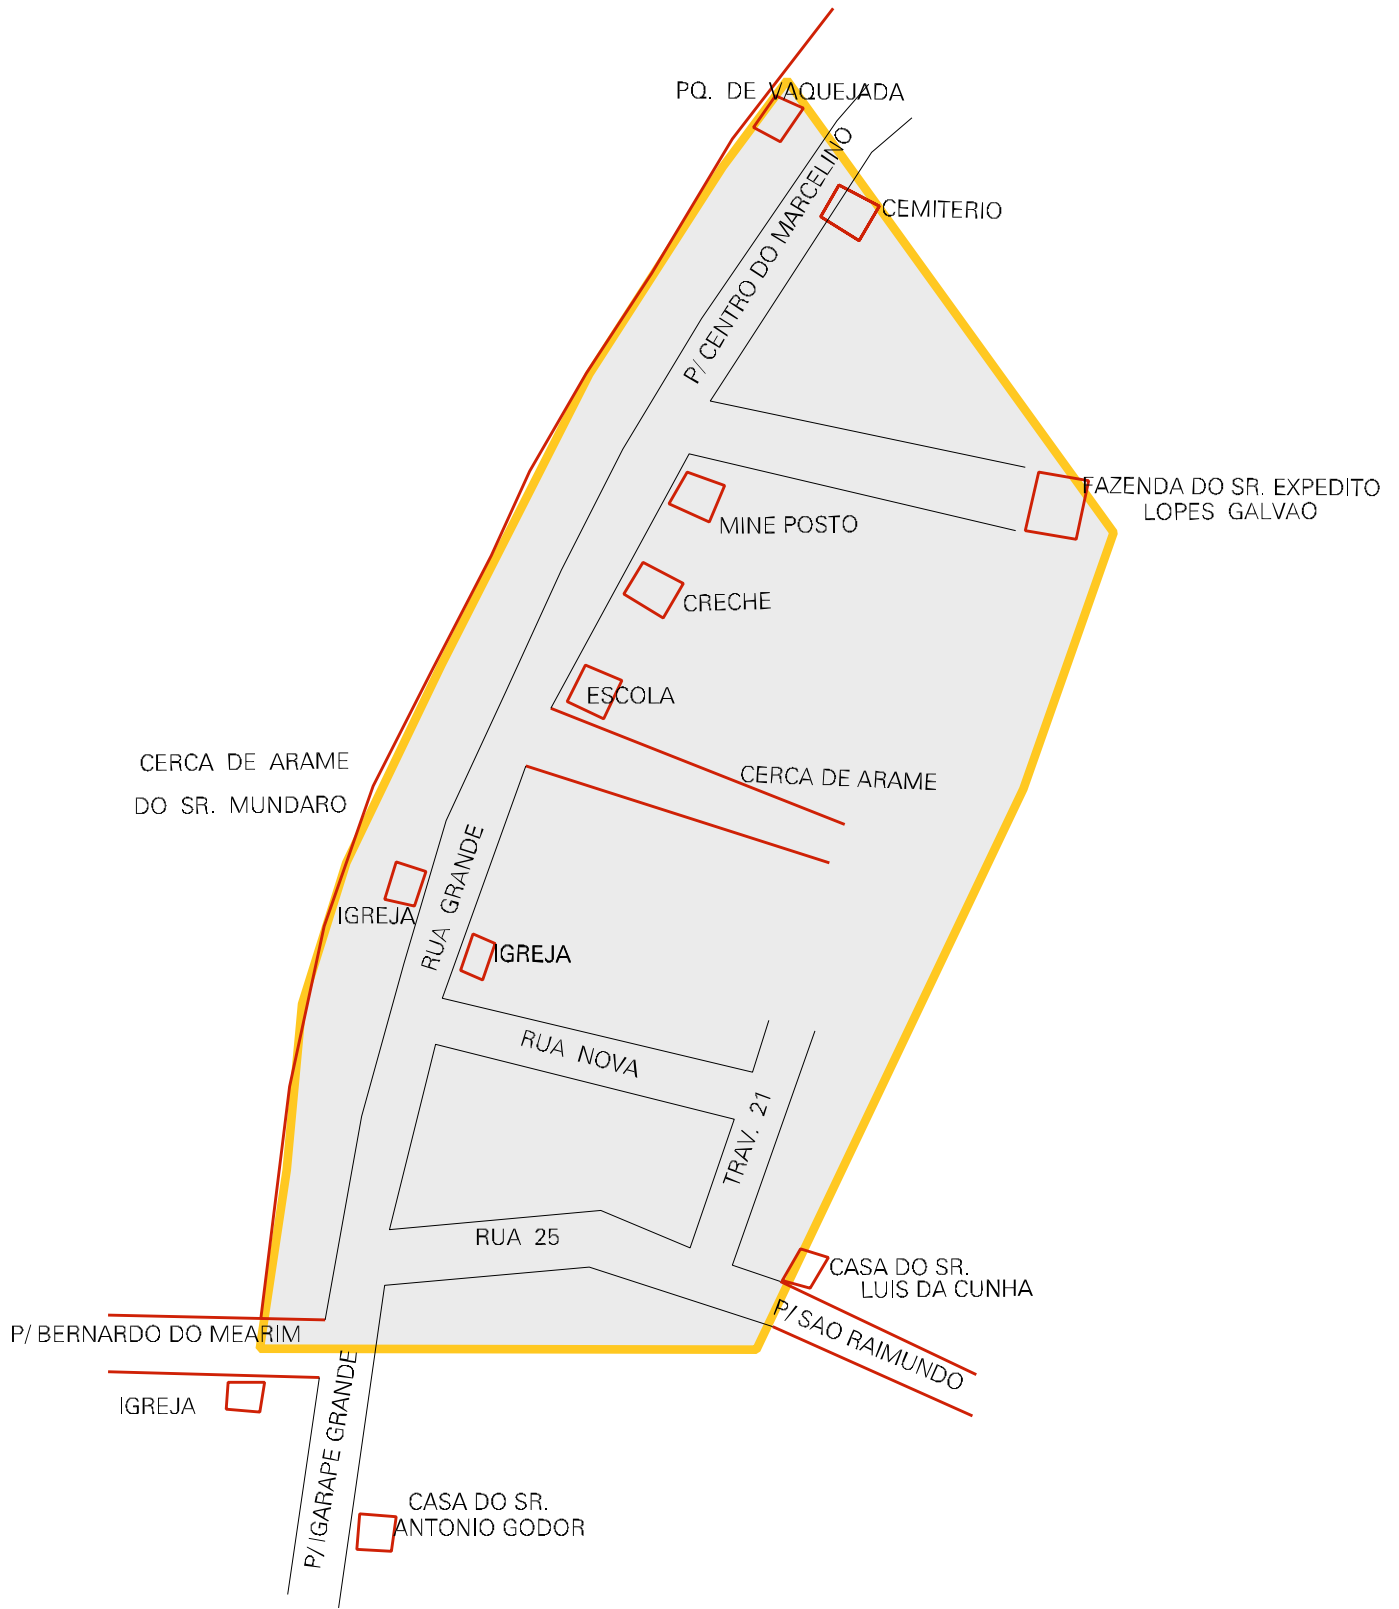 PQ. DE VAQUEJADA
P/ CENTRO DO MARCELINO
CEMITERIO
FAZENDA DO SR. EXPEDITO
LOPES GALVAO
MINE POSTO
CRECHE
ESCOLA
CERCA DE ARAME
DO SR. MUNDARO
CERCA DE ARAME
RUA GRANDE
IGREJA
IGREJA
RUA NOVA
TRAV. 21
RUA 25
CASA DO SR.
LUIS DA CUNHA
P/ SAO RAIMUNDO
P/ BERNARDO DO MEARIM
IGREJA
P/ IGARAPE GRANDE
CASA DO SR.
ANTONIO GODOR